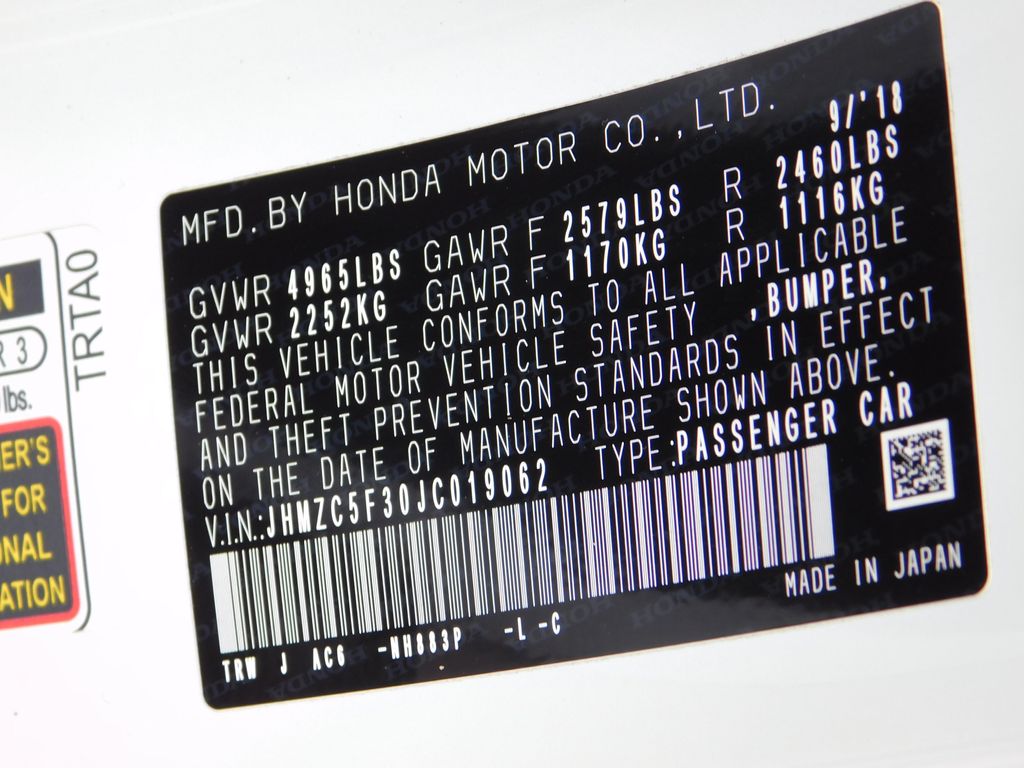 MFD. BY HONDA MOTOR CO., LTD. 9/'18
GVWR 4965LBS GAWR F 2579LBS R 2460LBS
GVWR 2252KG GAWR F 1170KG R 1116KG
THIS VEHICLE CONFORMS TO ALL APPLICABLE
FEDERAL MOTOR VEHICLE SAFETY ,BUMPER,
AND THEFT PREVENTION STANDARDS IN EFFECT
ON THE DATE OF MANUFACTURE SHOWN ABOVE.
V.I.N.:JHMZC5F30JC019062 TYPE:PASSENGER CAR
MADE IN JAPAN
TRW J AC6 -NH883P -L -C
TRTA0
N
R 3
lbs.
ER'S
FOR
ONAL
ATION